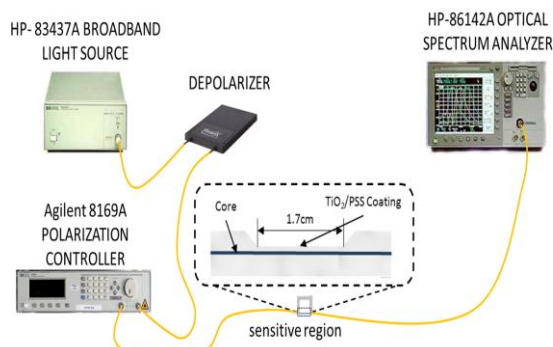 HP- 83437A BROADBAND
LIGHT SOURCE
DEPOLARIZER
HP-86142A OPTICAL
SPECTRUM ANALYZER
Agilent 8169A
POLARIZATION
CONTROLLER
Core
TiO₂/PSS Coating
1.7cm
sensitive region